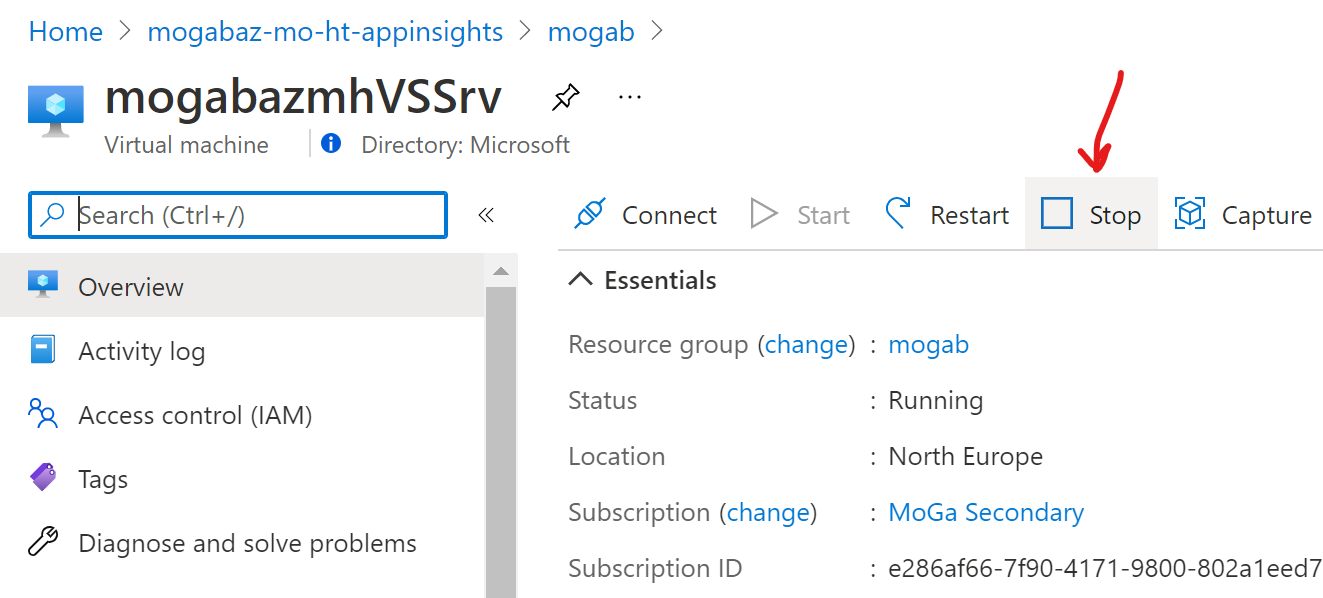 Home > mogabaz-mo-ht-appinsights > mogab >
mogabazmhVSSrv ...
Virtual machine | Directory: Microsoft
Search (Ctrl+/) «
Connect Start Restart Stop Capture
Overview
Activity log
Access control (IAM)
Tags
Diagnose and solve problems
Essentials
Resource group (change) : mogab
Status : Running
Location : North Europe
Subscription (change) : MoGa Secondary
Subscription ID : e286af66-7f90-4171-9800-802a1eed7